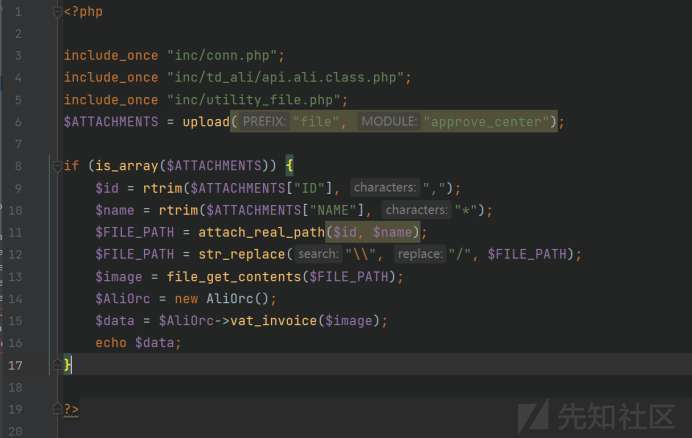 1 <?php
2
3 include_once "inc/conn.php";
4 include_once "inc/td_ali/api.ali.class.php";
5 include_once "inc/utility_file.php";
6 $ATTACHMENTS = upload( PREFIX: "file", MODULE: "approve_center");
7
8 if (is_array($ATTACHMENTS)) {
9 $id = rtrim($ATTACHMENTS["ID"], characters: ",");
10 $name = rtrim($ATTACHMENTS["NAME"], characters: "*");
11 $FILE_PATH = attach_real_path($id, $name);
12 $FILE_PATH = str_replace( search: "\\", replace: "/", $FILE_PATH);
13 $image = file_get_contents($FILE_PATH);
14 $AliOrc = new AliOrc();
15 $data = $AliOrc->vat_invoice($image);
16 echo $data;
17 }
18
19 ?>
20
先知社区